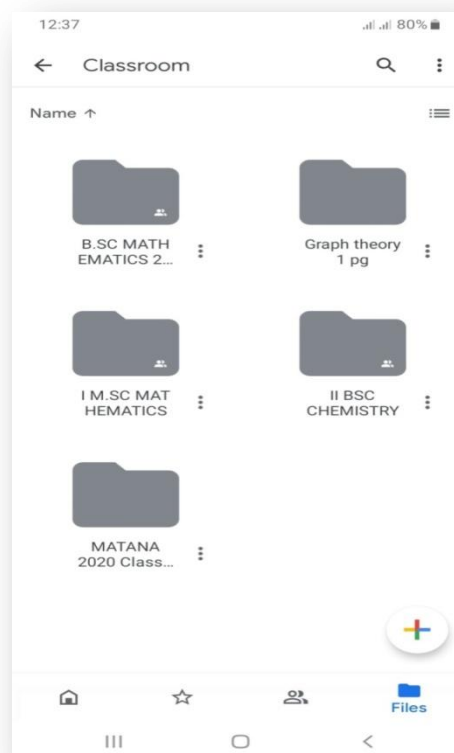 12:37
80%
Classroom
Name ↑
B.SC MATH
EMATICS 2...
Graph theory
1 pg
I M.SC MAT
HEMATICS
II BSC
CHEMISTRY
MATANA
2020 Class...
Files